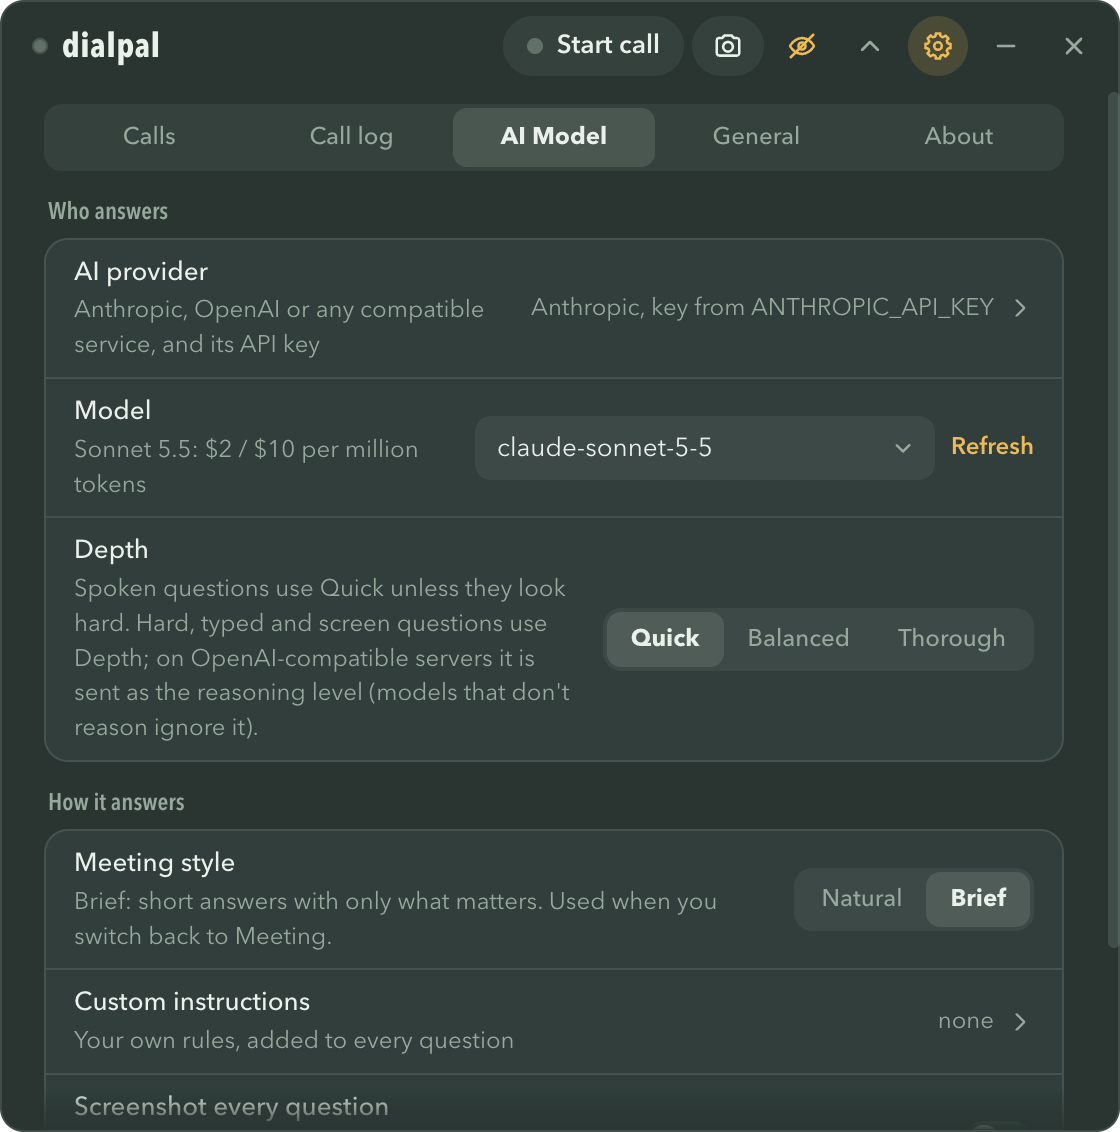 dialpal
Start call
Calls
Call log
AI Model
General
About
Who answers
AI provider
Anthropic, OpenAI or any compatible
service, and its API key
Anthropic, key from ANTHROPIC_API_KEY
Model
Sonnet 5.5: $2 / $10 per million
tokens
claude-sonnet-5-5
Refresh
Depth
Spoken questions use Quick unless they look
hard. Hard, typed and screen questions use
Depth; on OpenAI-compatible servers it is
sent as the reasoning level (models that don't
reason ignore it).
Quick
Balanced
Thorough
How it answers
Meeting style
Brief: short answers with only what matters. Used when you
switch back to Meeting.
Natural
Brief
Custom instructions
Your own rules, added to every question
none
Screenshot every question